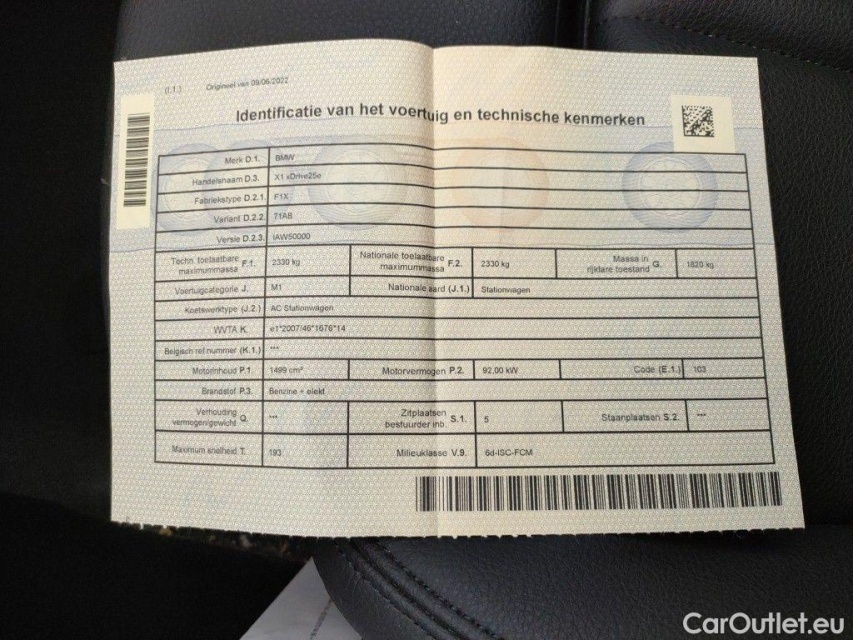 (I.1.) Origineel van 09/06/2022
Identificatie van het voertuig en technische kenmerken
Merk D.1. BMW
Handelsnaam D.3. X1 xDrive25e
Fabriekstype D.2.1. F1X
Variant D.2.2. 71AB
Versie D.2.3. IAW50000
Techn. toelaatbare maximummassa F.1. 2330 kg Nationale toelaatbare maximummassa F.2. 2330 kg Massa in rijklare toestand G. 1820 kg
Voertuigcategorie J. M1 Nationale aard (J.1.) Stationwagen
Koetswerktype (J.2.) AC Stationwagen
WVTA K. e1*2007/46*1676*14
Belgisch ref nummer (K.1.) ***
Motorinhoud P.1. 1499 cm³ Motorvermogen P.2. 92.00 kW Code (E.1.) 103
Brandstof P.3. Benzine + elekt
Verhouding vermogen/gewicht Q. *** Zitplaatsen bestuurder inb. S.1. 5 Staanplaatsen S.2. ***
Maximum snelheid T. 193 Milieuklasse V.9. 6d-ISC-FCM
CarOutlet.eu